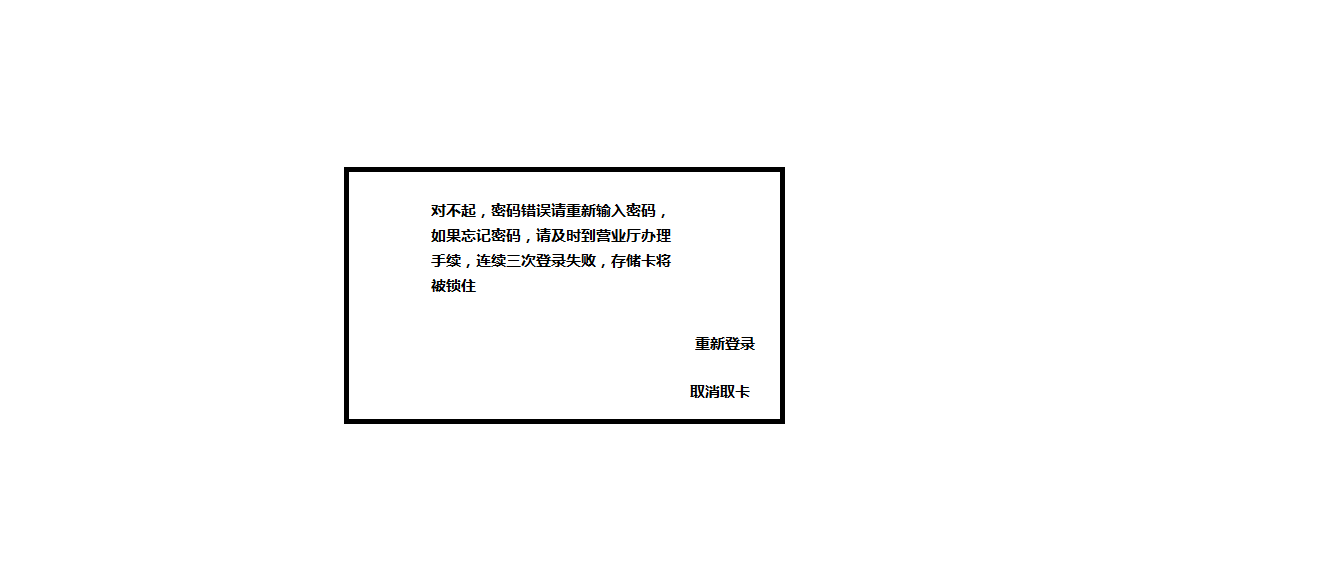 对不起，密码错误请重新输入密码，
如果忘记密码，请及时到营业厅办理
手续，连续三次登录失败，存储卡将
被锁住
重新登录
取消取卡